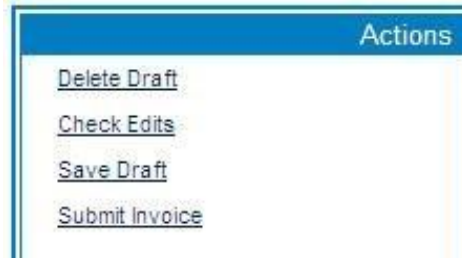 Actions
Delete Draft
Check Edits
Save Draft
Submit Invoice